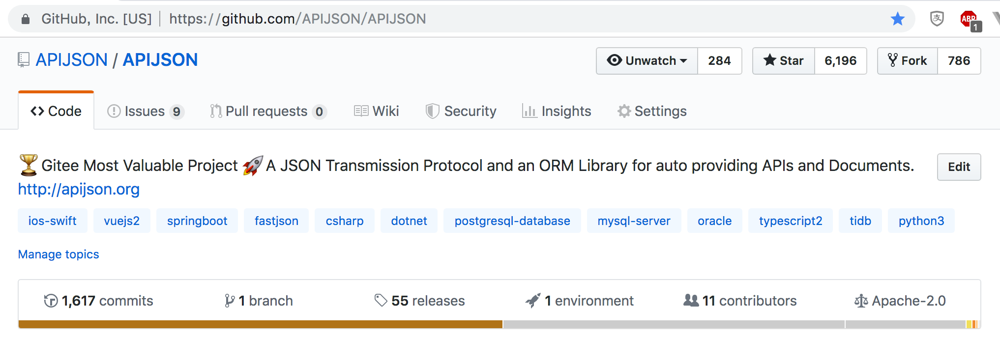 GitHub, Inc. [US] | https://github.com/APIJSON/APIJSON
ABP 1
APIJSON / APIJSON
Unwatch 284 Star 6,196 Fork 786
Code Issues 9 Pull requests 0 Wiki Security Insights Settings
🏆 Gitee Most Valuable Project 🚀 A JSON Transmission Protocol and an ORM Library for auto providing APIs and Documents.
Edit
http://apijson.org
ios-swift vuejs2 springboot fastjson csharp dotnet postgresql-database mysql-server oracle typescript2 tidb python3
Manage topics
1,617 commits 1 branch 55 releases 1 environment 11 contributors Apache-2.0